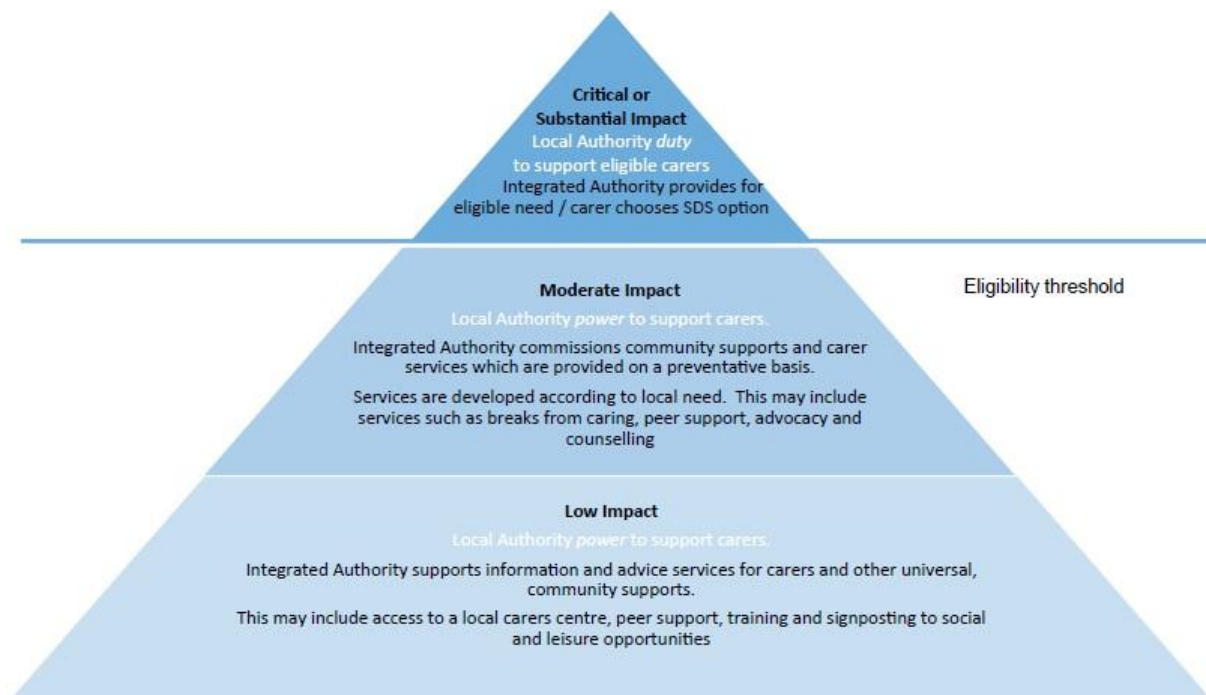 Critical or
Substantial Impact
Local Authority duty
to support eligible carers
Integrated Authority provides for
eligible need / carer chooses SDS option
Eligibility threshold
Moderate Impact
Local Authority power to support carers.
Integrated Authority commissions community supports and carer
services which are provided on a preventative basis.
Services are developed according to local need. This may include
services such as breaks from caring, peer support, advocacy and
counselling
Low Impact
Local Authority power to support carers.
Integrated Authority supports information and advice services for carers and other universal,
community supports.
This may include access to a local carers centre, peer support, training and signposting to social
and leisure opportunities